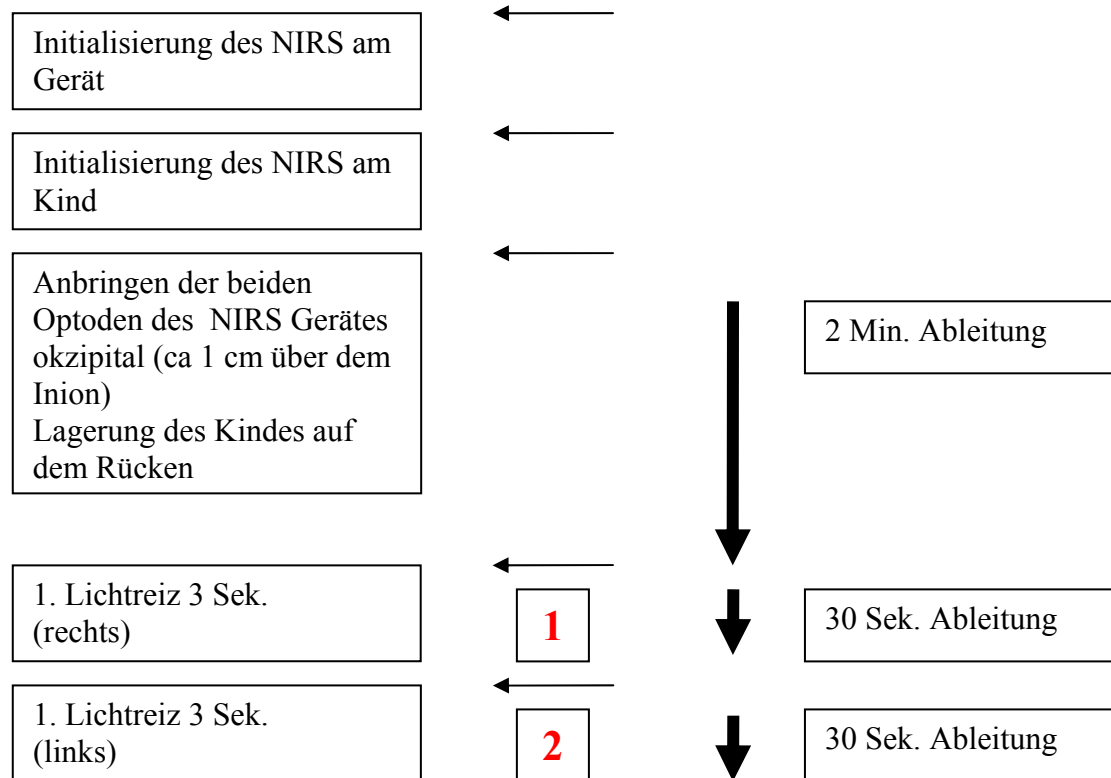 Initialisierung des NIRS am
Gerät
Initialisierung des NIRS am
Kind
Anbringen der beiden
Optoden des NIRS Gerätes
okzipital (ca 1 cm über dem
Inion)
Lagerung des Kindes auf
dem Rücken
2 Min. Ableitung
1. Lichtreiz 3 Sek.
(rechts)
1
30 Sek. Ableitung
1. Lichtreiz 3 Sek.
(links)
2
30 Sek. Ableitung